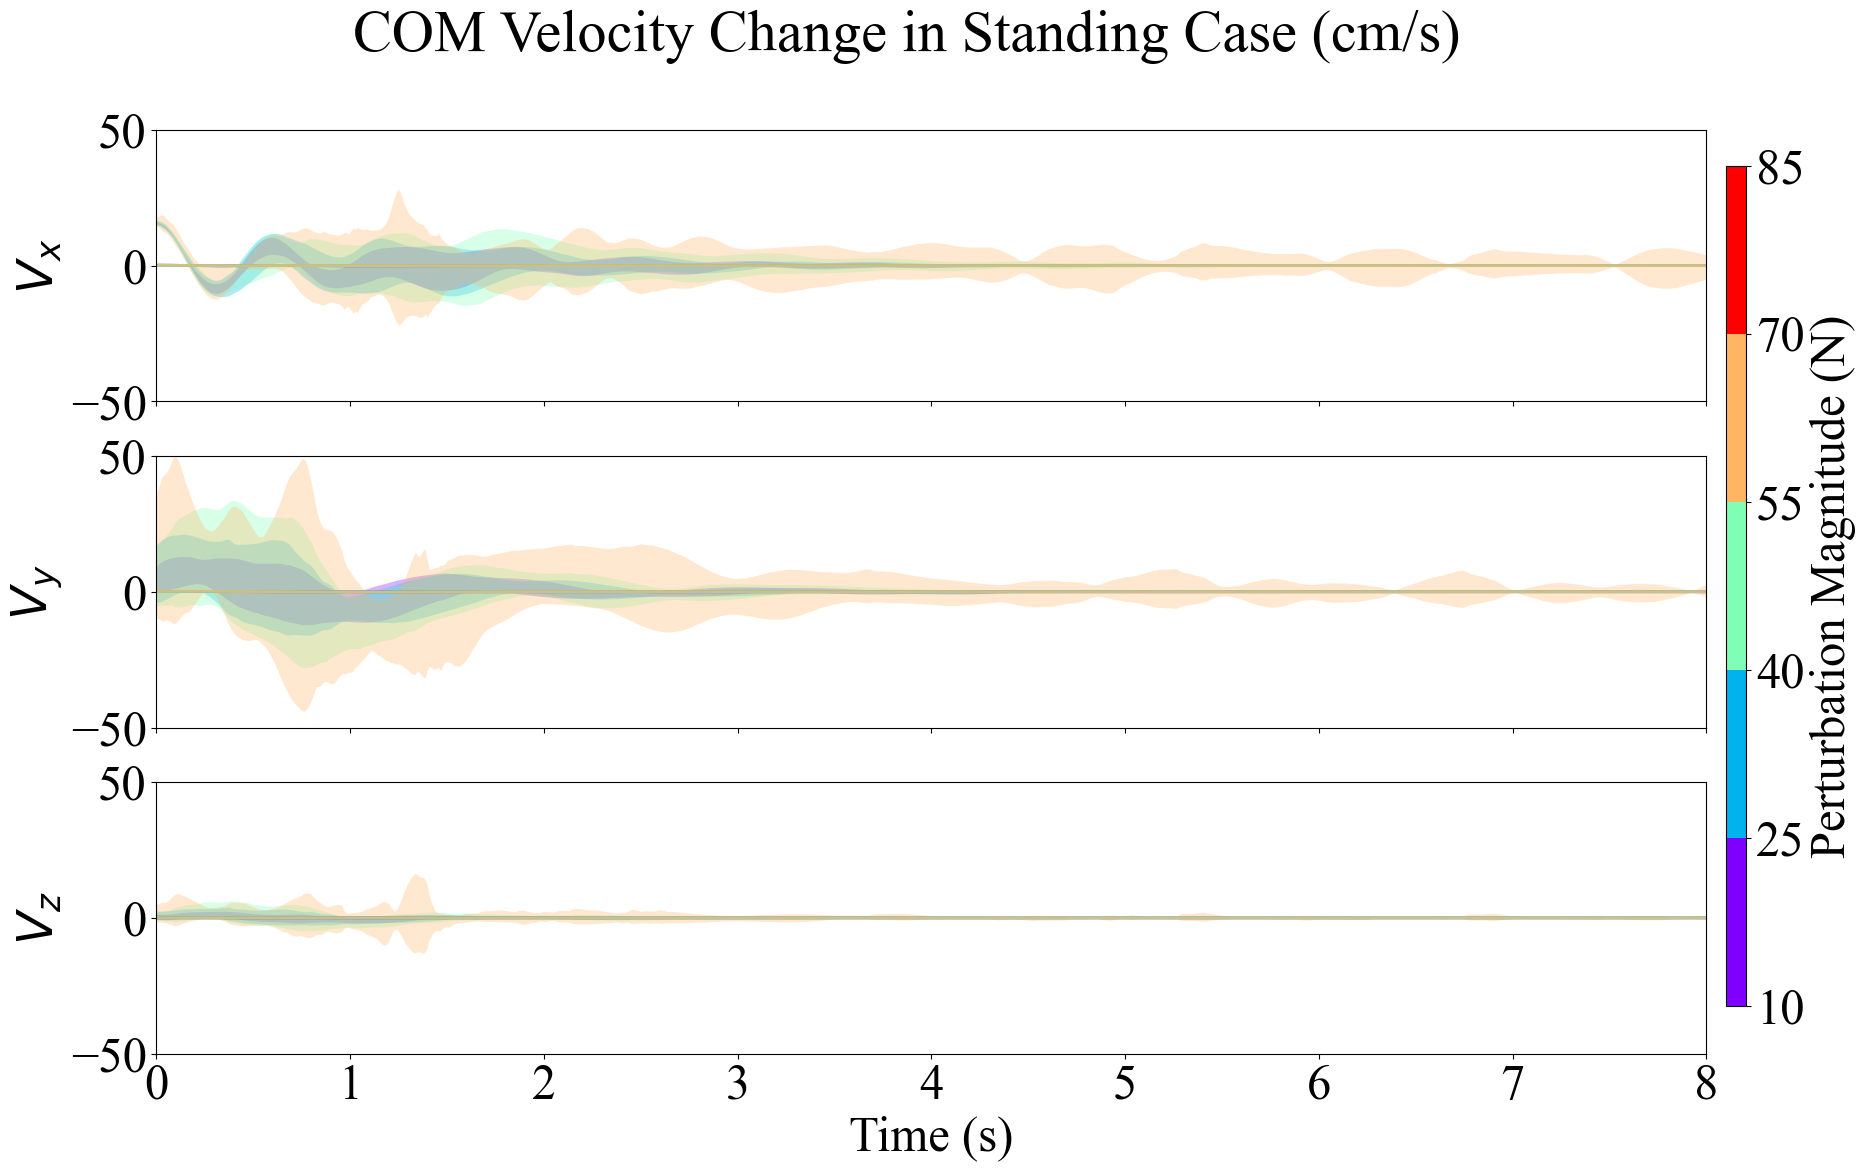 COM Velocity Change in Standing Case (cm/s)
50
0
−50
V_x
50
0
−50
V_y
50
0
−50
V_z
0 1 2 3 4 5 6 7 8
Time (s)
85
70
55
40
25
10
Perturbation Magnitude (N)